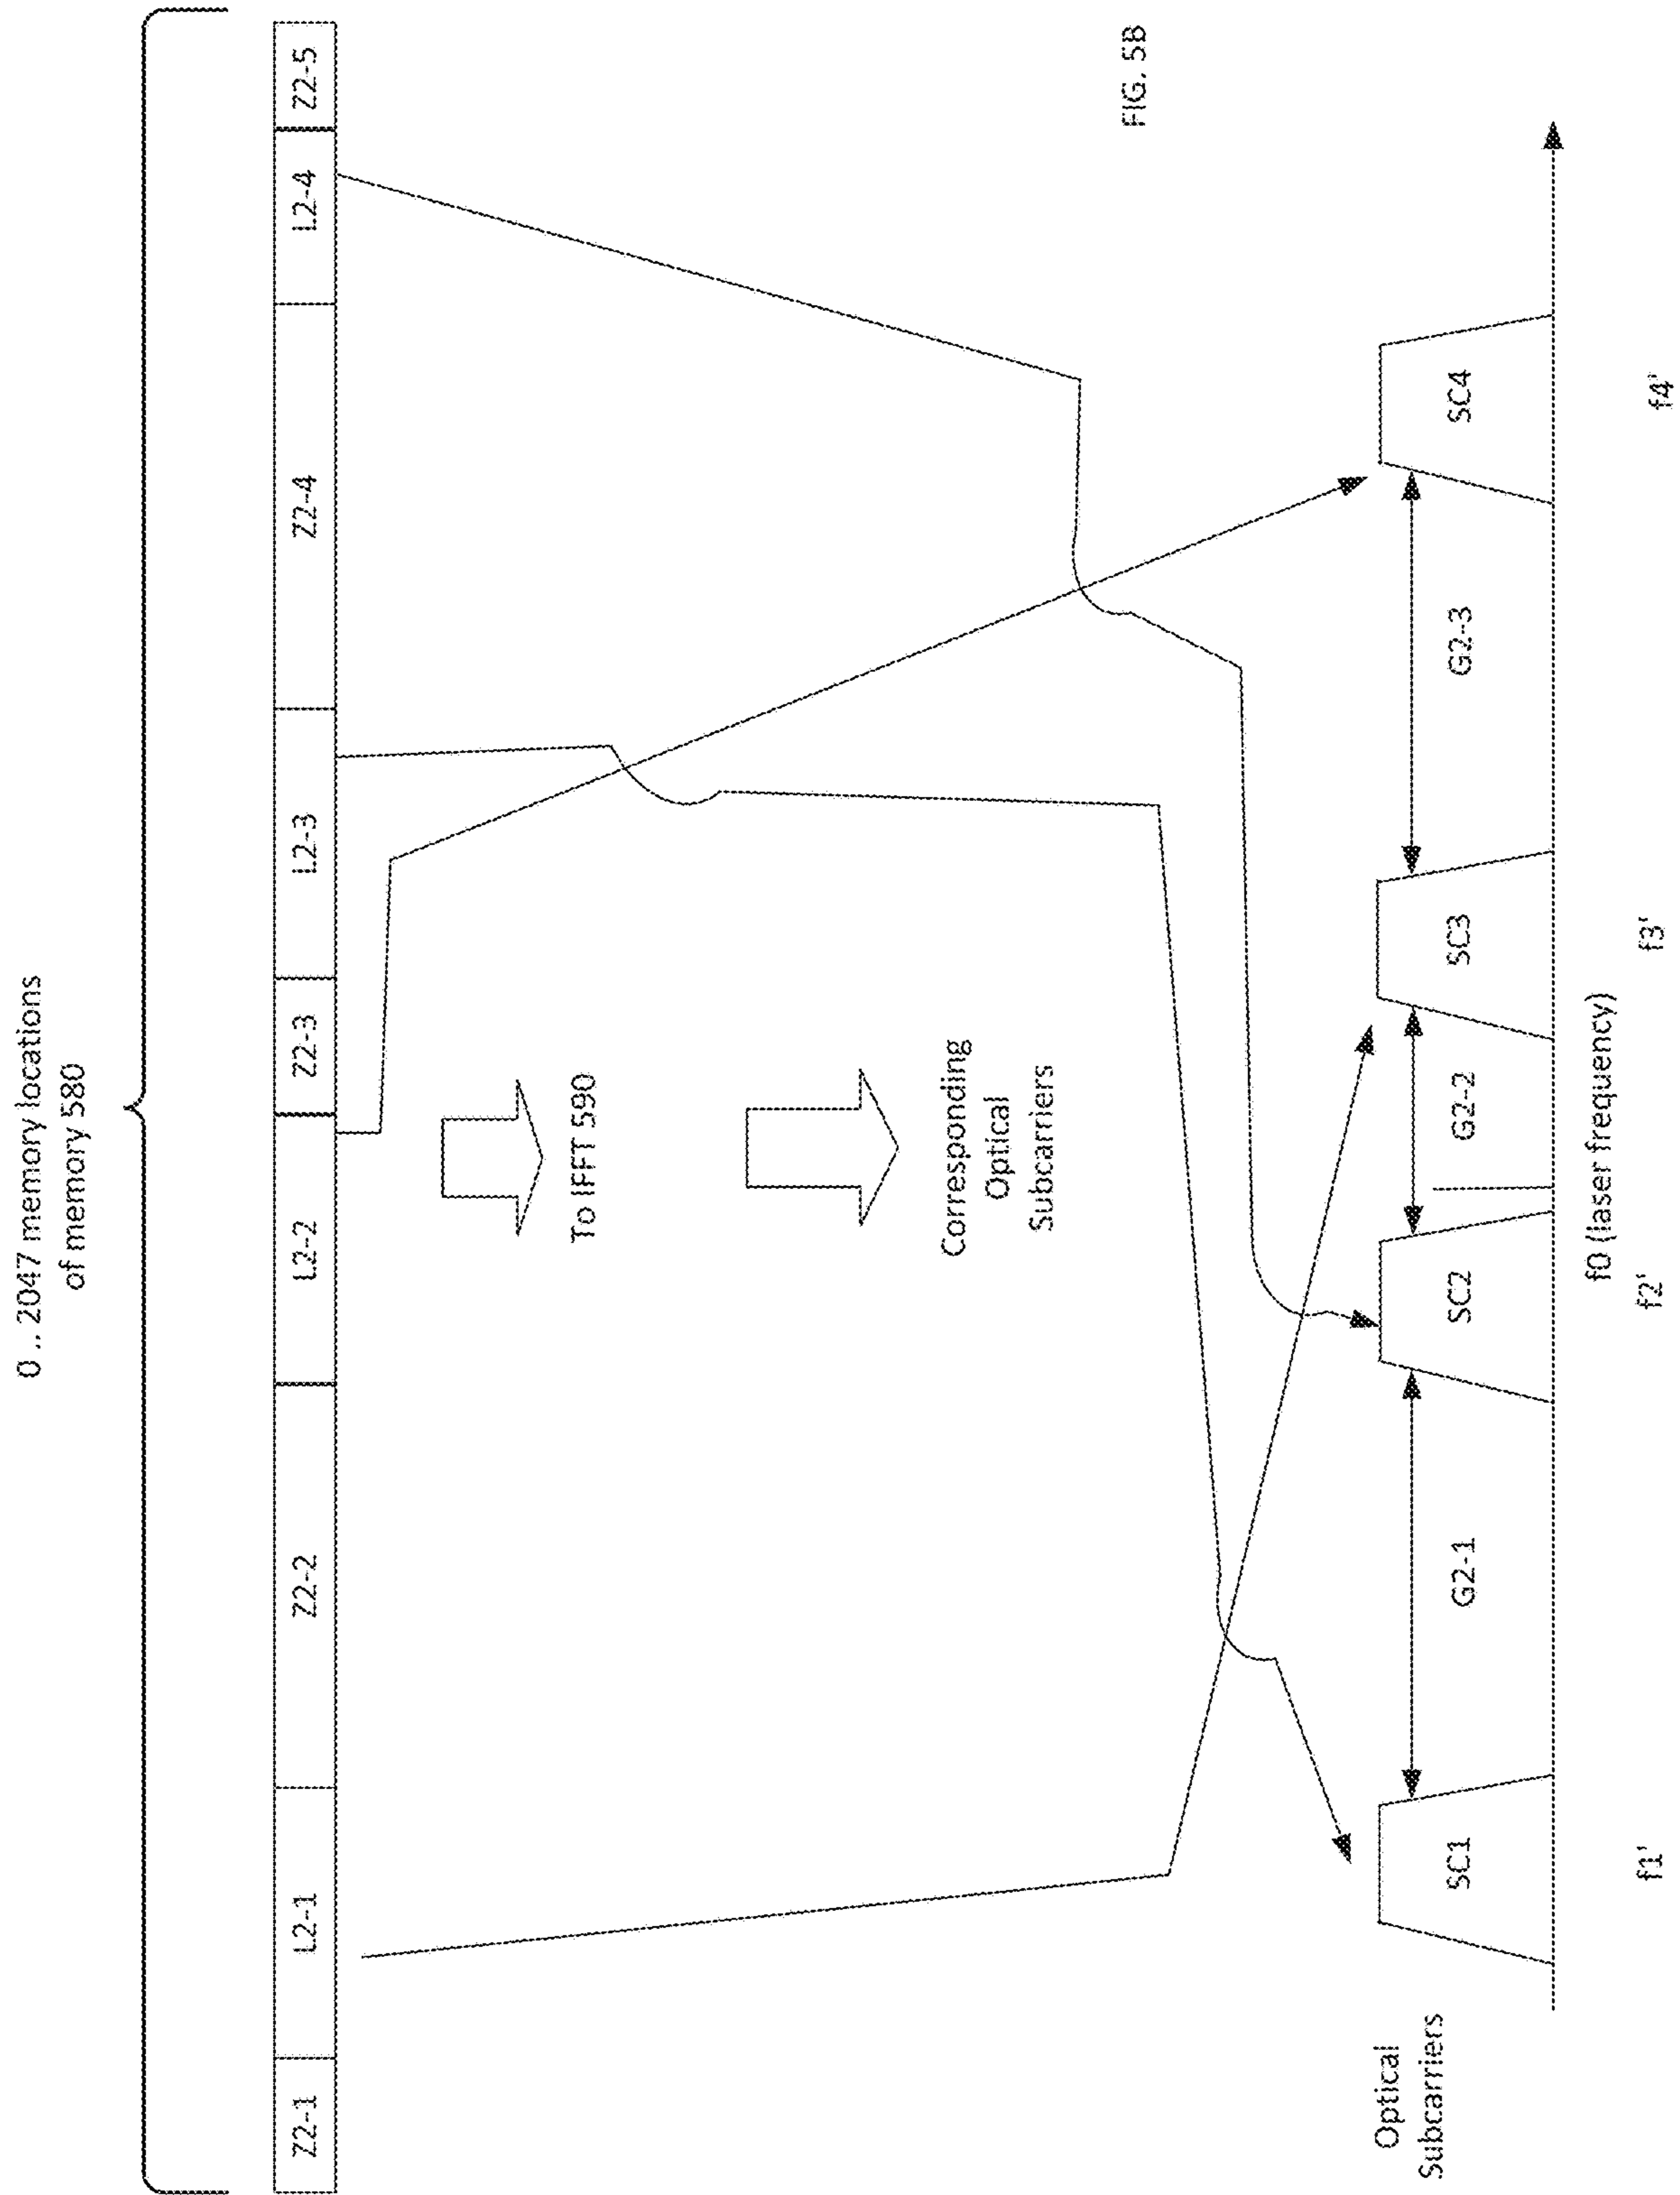 0 .. 2047 memory locations
of memory 580
Z2-1 L2-1 Z2-2 L2-2 Z2-3 L2-3 Z2-4 L2-4 Z2-5
To IFFT 590
Corresponding
Optical
Subcarriers
FIG. 5B
Optical
Subcarriers
SC1 G2-1 SC2 G2-2 SC3 G2-3 SC4
f0 (laser frequency)
f1' f2' f3' f4'